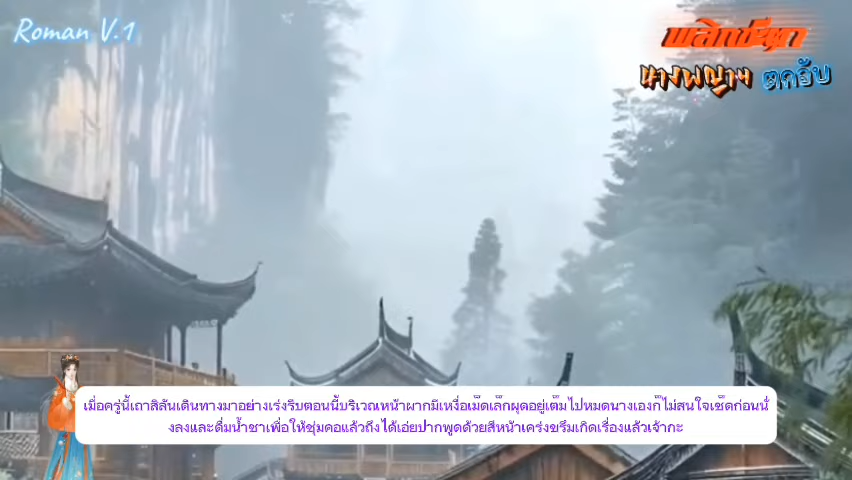 Roman V.1
พลิกชะตา
นางพญางู
ตกอับ
เมื่อครู่นี้เถาสิลันเดินทางมาอย่างเร่งรีบตอนนี้บริเวณหน้าผากมีเหงื่อเม็ดเล็กผุดอยู่เต็มไปหมดนางเองก็ไม่สนใจเช็ดก่อนนั่
งลงและดื่มน้ำชาเพื่อให้ชุ่มคอแล้วถึงได้เอ่ยปากพูดด้วยสีหน้าเคร่งขรึมเกิดเรื่องแล้วเจ้ากะ